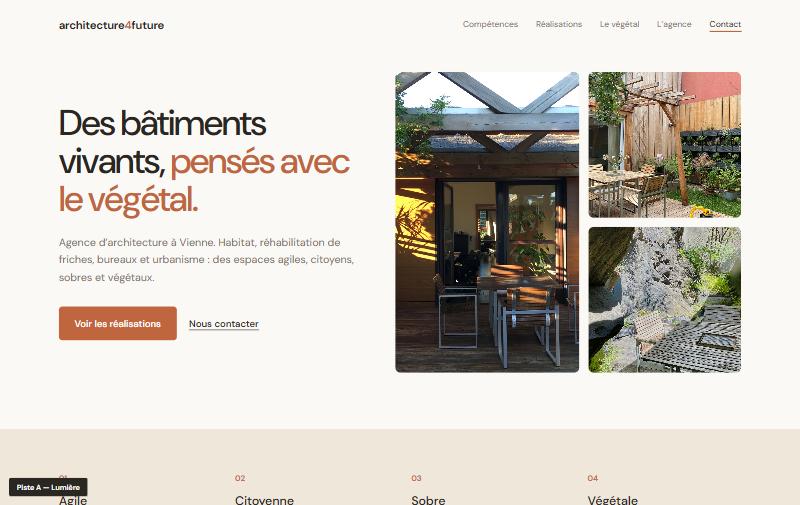 architecture4future
Compétences
Réalisations
Le végétal
L'agence
Contact
Des bâtiments
vivants, pensés avec
le végétal.
Agence d'architecture à Vienne. Habitat, réhabilitation de
friches, bureaux et urbanisme : des espaces agiles, citoyens,
sobres et végétaux.
Voir les réalisations
Nous contacter
02
03
04
Piste A — Lumière
Agile
Citoyenne
Sobre
Végétale